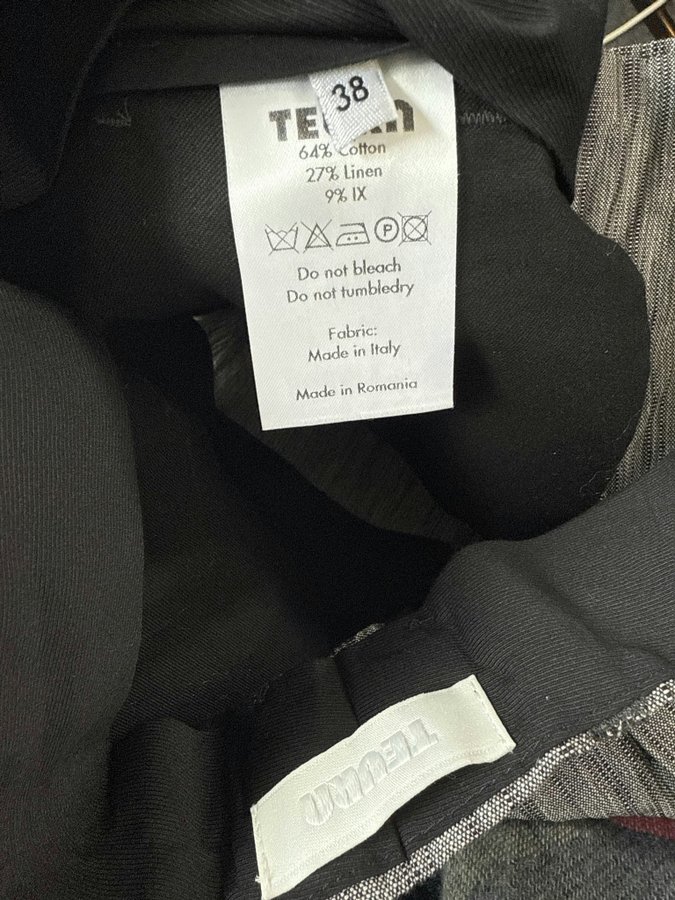 38
64% Cotton
27% Linen
9% IX
P
Do not bleach
Do not tumbledry
Fabric:
Made in Italy
Made in Romania